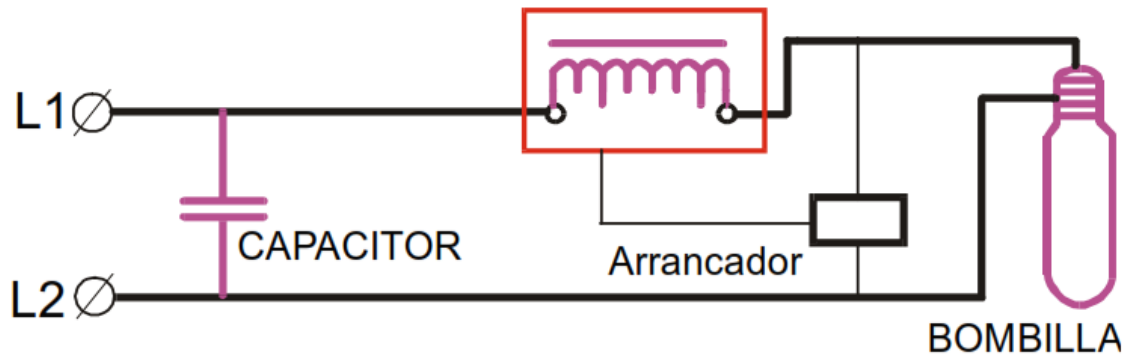 L1
CAPACITOR
Arrancador
L2
BOMBILLA